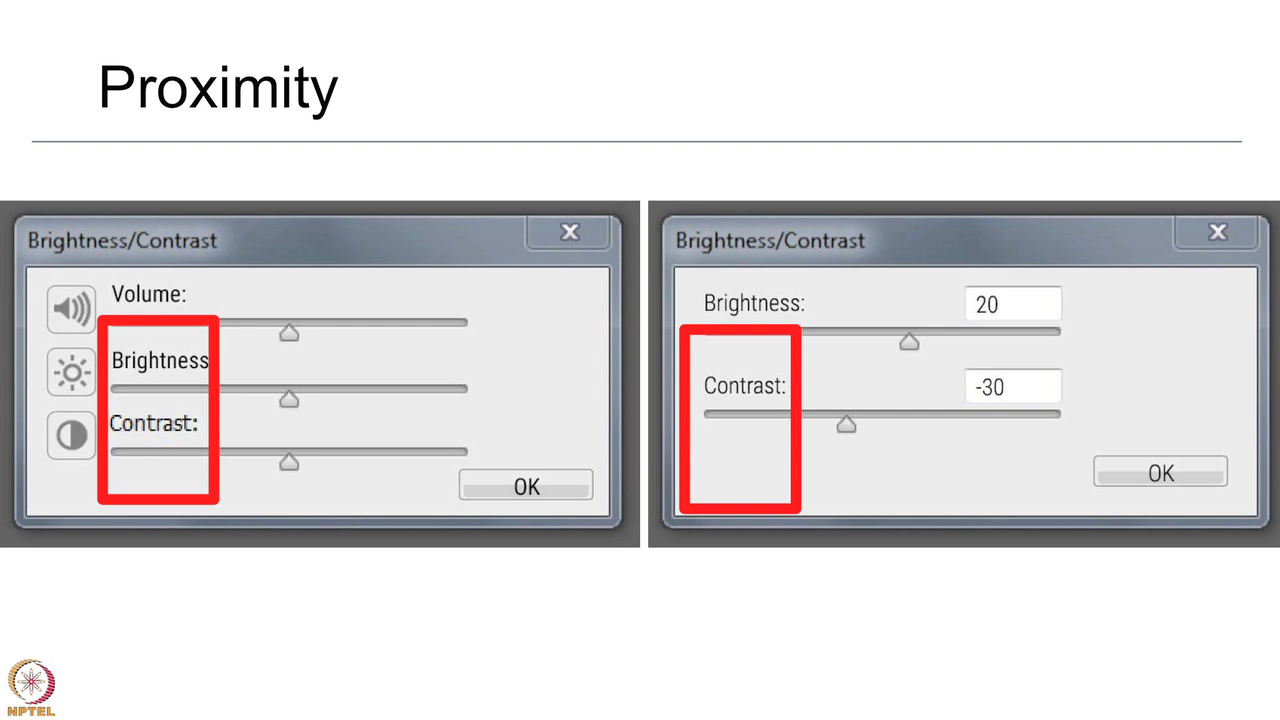 Proximity
Brightness/Contrast
Volume:
Brightness
Contrast:
OK
Brightness/Contrast
Brightness: 20
Contrast: -30
OK
NPTEL